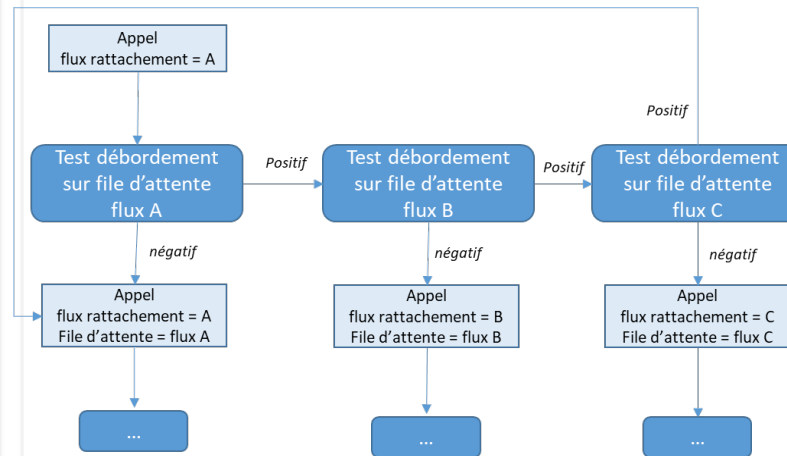 Appel
flux rattachement = A
Positif
Test débordement
sur file d'attente
flux A
Positif
Test débordement
sur file d'attente
flux B
Positif
Test débordement
sur file d'attente
flux C
négatif
négatif
négatif
Appel
flux rattachement = A
File d’attente = flux A
Appel
flux rattachement = B
File d’attente = flux B
Appel
flux rattachement = C
File d’attente = flux C
...
...
...